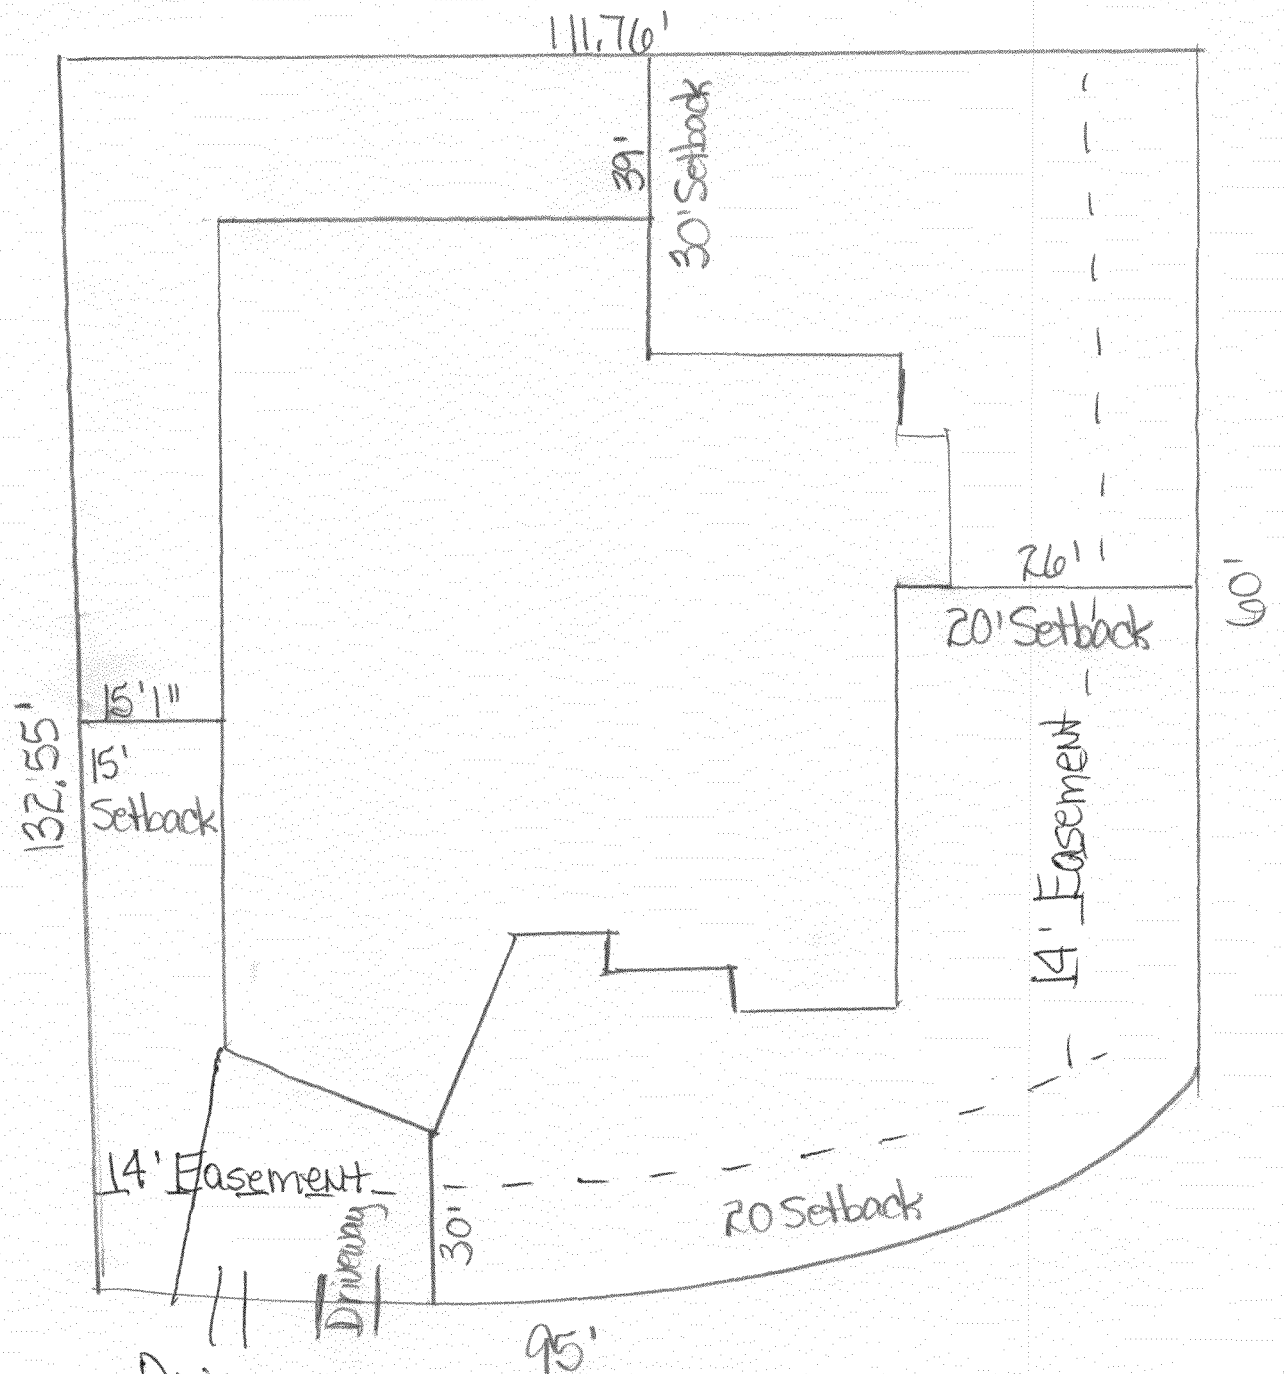 111.76'
39'
30' Setback
26'
20' Setback
60'
15' 1"
15'
Setback
132.55'
14' Easement
14' Easement
20 Setback
30'
Driveway
95'